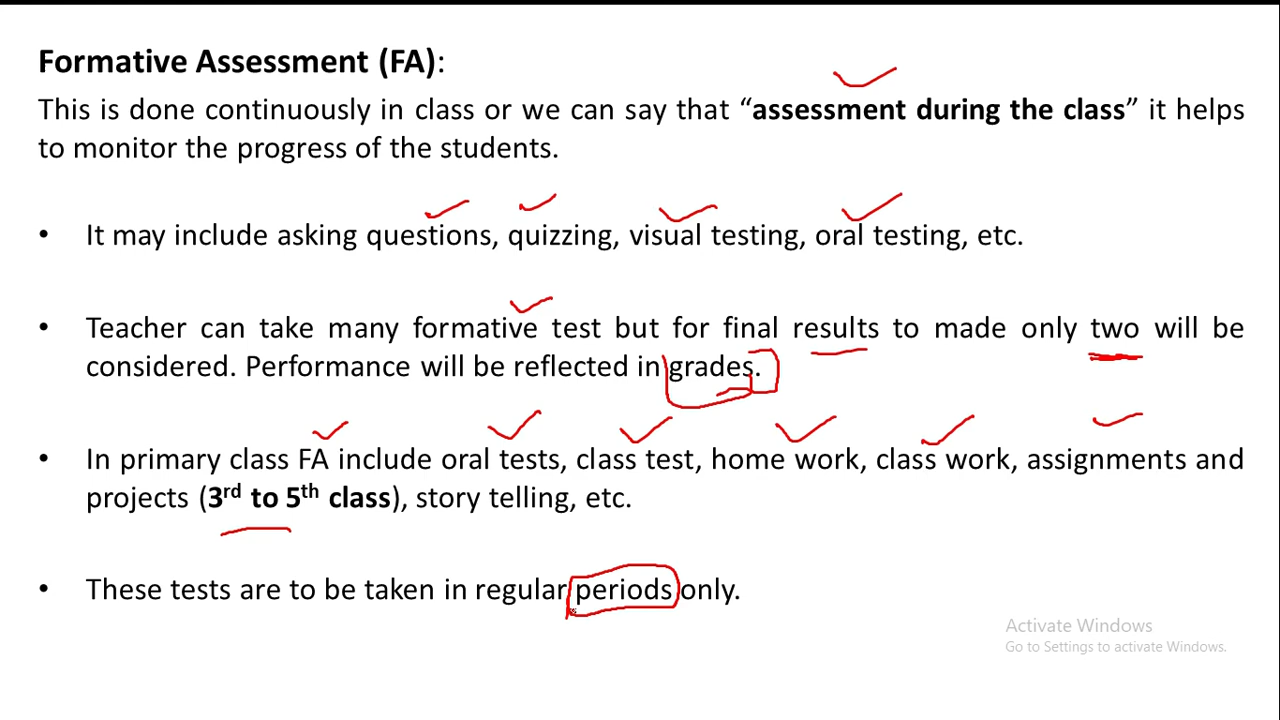 Formative Assessment (FA):
This is done continuously in class or we can say that “assessment during the class” it helps
to monitor the progress of the students.
• It may include asking questions, quizzing, visual testing, oral testing, etc.
• Teacher can take many formative test but for final results to made only two will be
considered. Performance will be reflected in grades.
• In primary class FA include oral tests, class test, home work, class work, assignments and
projects (3rd to 5th class), story telling, etc.
• These tests are to be taken in regular periods only.
Activate Windows
Go to Settings to activate Windows.